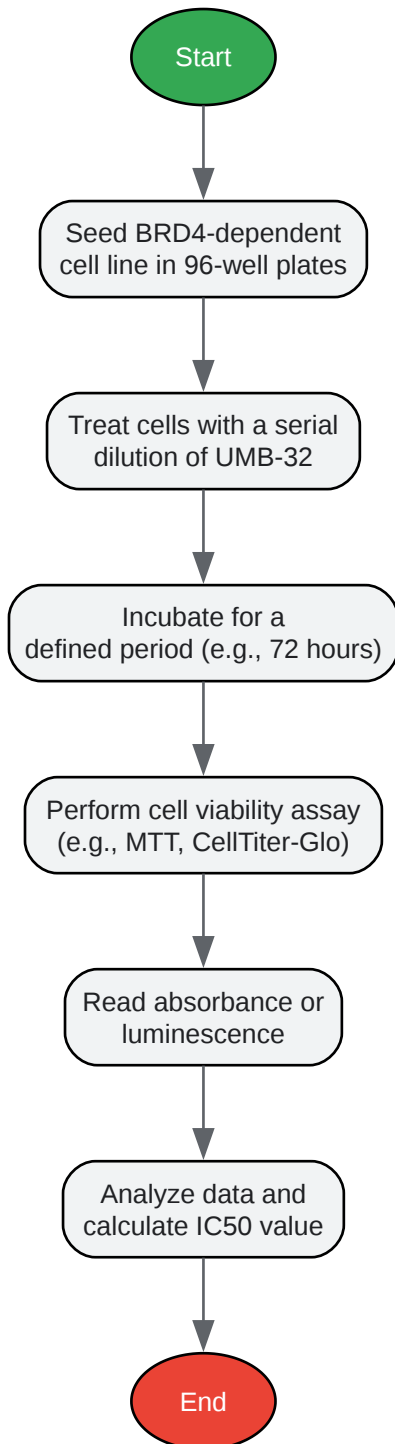 Start
Seed BRD4-dependent
cell line in 96-well plates
Treat cells with a serial
dilution of UMB-32
Incubate for a
defined period (e.g., 72 hours)
Perform cell viability assay
(e.g., MTT, CellTiter-Glo)
Read absorbance or
luminescence
Analyze data and
calculate IC50 value
End